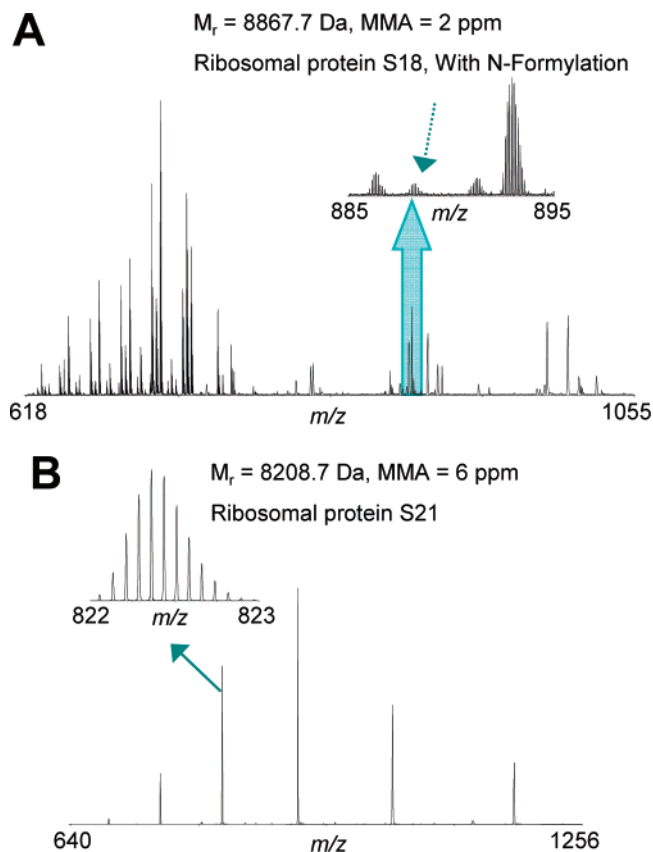 A
Mr = 8867.7 Da, MMA = 2 ppm
Ribosomal protein S18, With N-Formylation
885 m/z 895
618 m/z 1055
B
Mr = 8208.7 Da, MMA = 6 ppm
Ribosomal protein S21
822 m/z 823
640 m/z 1256